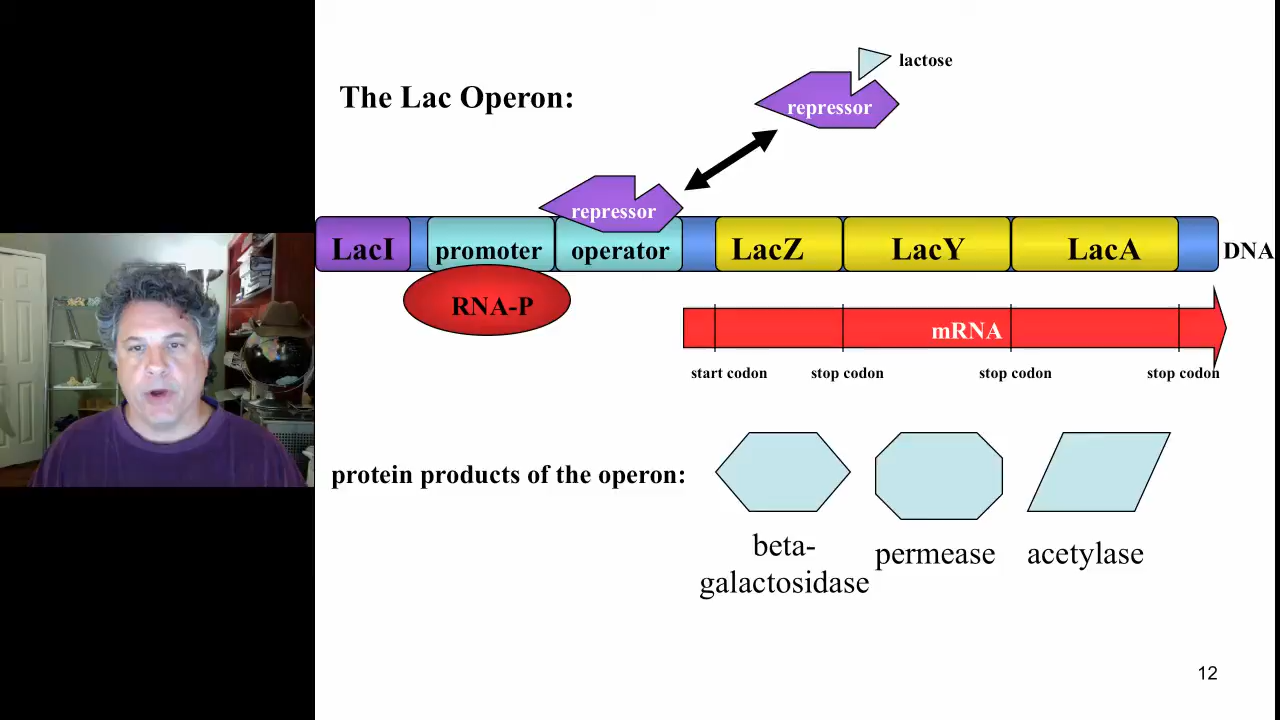 lactose
The Lac Operon:
repressor
repressor
LacI
promoter
operator
LacZ
LacY
LacA
DNA
RNA-P
mRNA
start codon
stop codon
stop codon
stop codon
protein products of the operon:
beta-
galactosidase
permease
acetylase
12